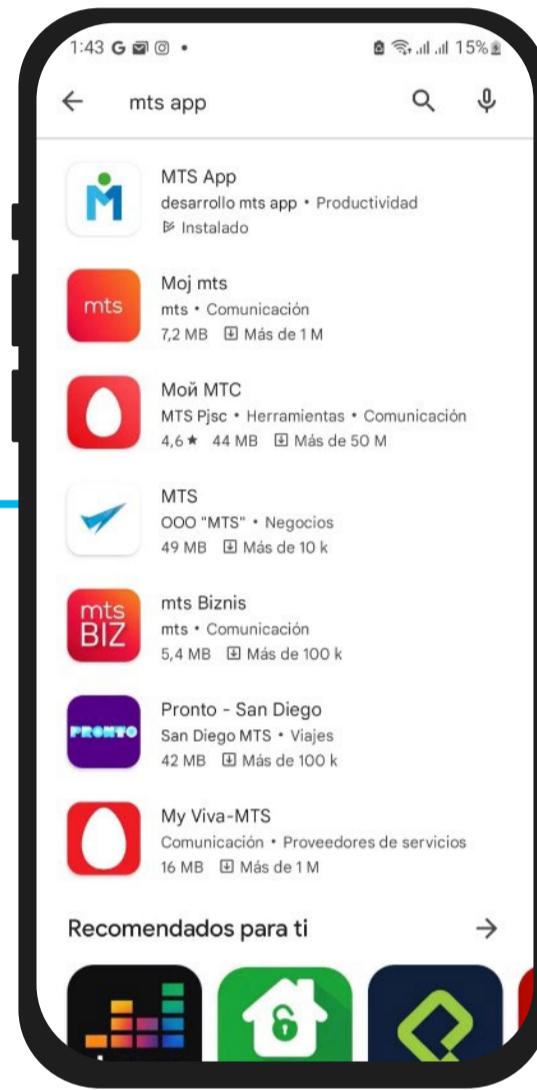 1:43 G 15%
mts app
MTS App
desarrollo mts app • Productividad
Instalado
mts
Moj mts
mts • Comunicación
7,2 MB Más de 1 M
Мой МТС
MTS Pjsc • Herramientas • Comunicación
4,6★ 44 MB Más de 50 M
MTS
OOO "MTS" • Negocios
49 MB Más de 10 k
mts
BIZ
mts Biznis
mts • Comunicación
5,4 MB Más de 100 k
PRONTO
Pronto - San Diego
San Diego MTS • Viajes
42 MB Más de 100 k
My Viva-MTS
Comunicación • Proveedores de servicios
16 MB Más de 1 M
Recomendados para ti